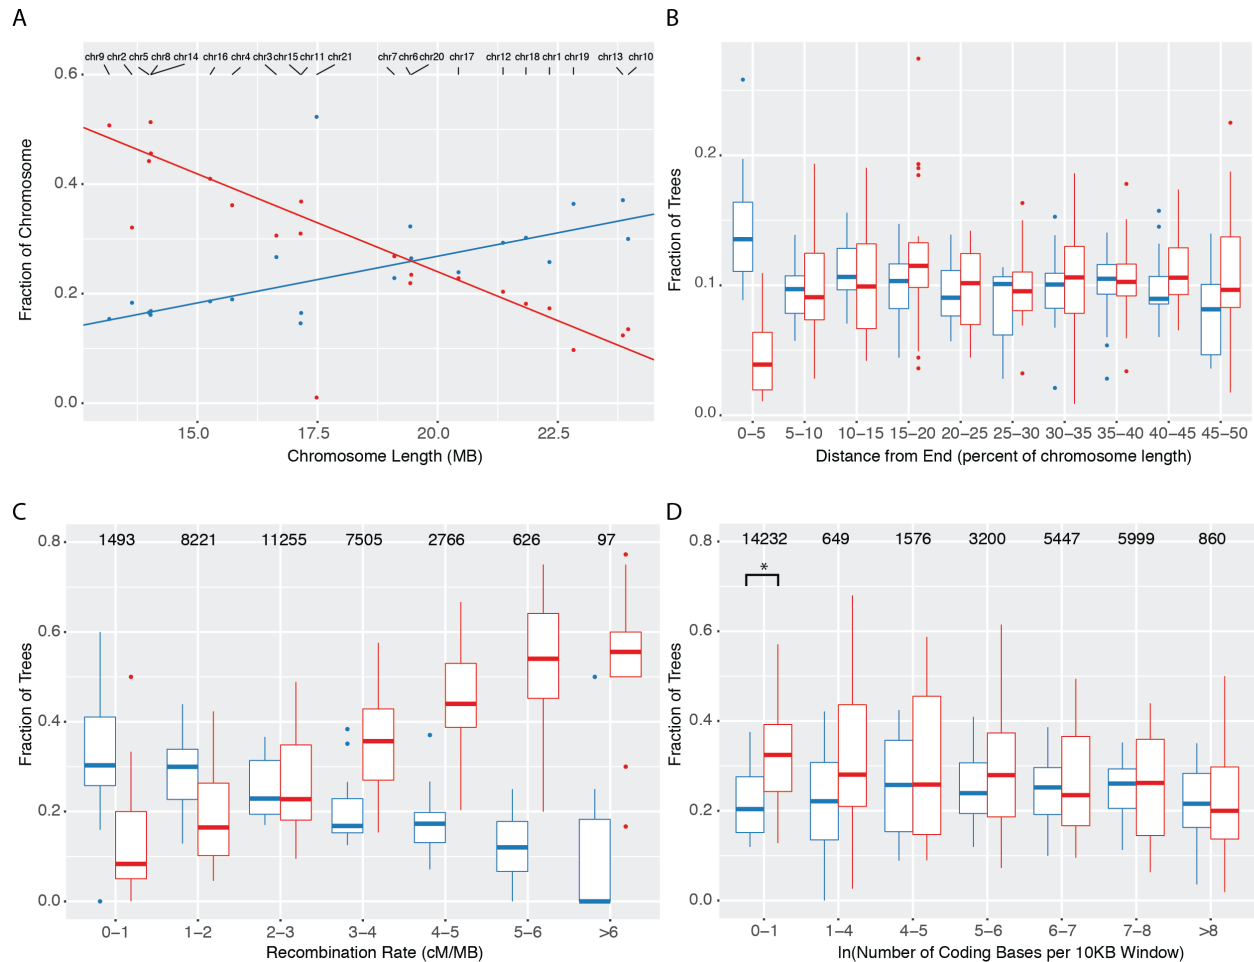 A
chr9 chr2 chr5 chr8 chr14 chr16 chr4 chr3 chr15 chr11 chr21 chr7 chr6 chr20 chr17 chr12 chr18 chr1 chr19 chr13 chr10
0.6
0.4
0.2
0.0
Fraction of Chromosome
15.0 17.5 20.0 22.5
Chromosome Length (MB)
B
0.2
0.1
0.0
Fraction of Trees
0–5 5–10 10–15 15–20 20–25 25–30 30–35 35–40 40–45 45–50
Distance from End (percent of chromosome length)
C
1493 8221 11255 7505 2766 626 97
0.8
0.6
0.4
0.2
0.0
Fraction of Trees
0–1 1–2 2–3 3–4 4–5 5–6 >6
Recombination Rate (cM/MB)
D
14232 649 1576 3200 5447 5999 860
*
0.8
0.6
0.4
0.2
0.0
Fraction of Trees
0–1 1–4 4–5 5–6 6–7 7–8 >8
ln(Number of Coding Bases per 10KB Window)